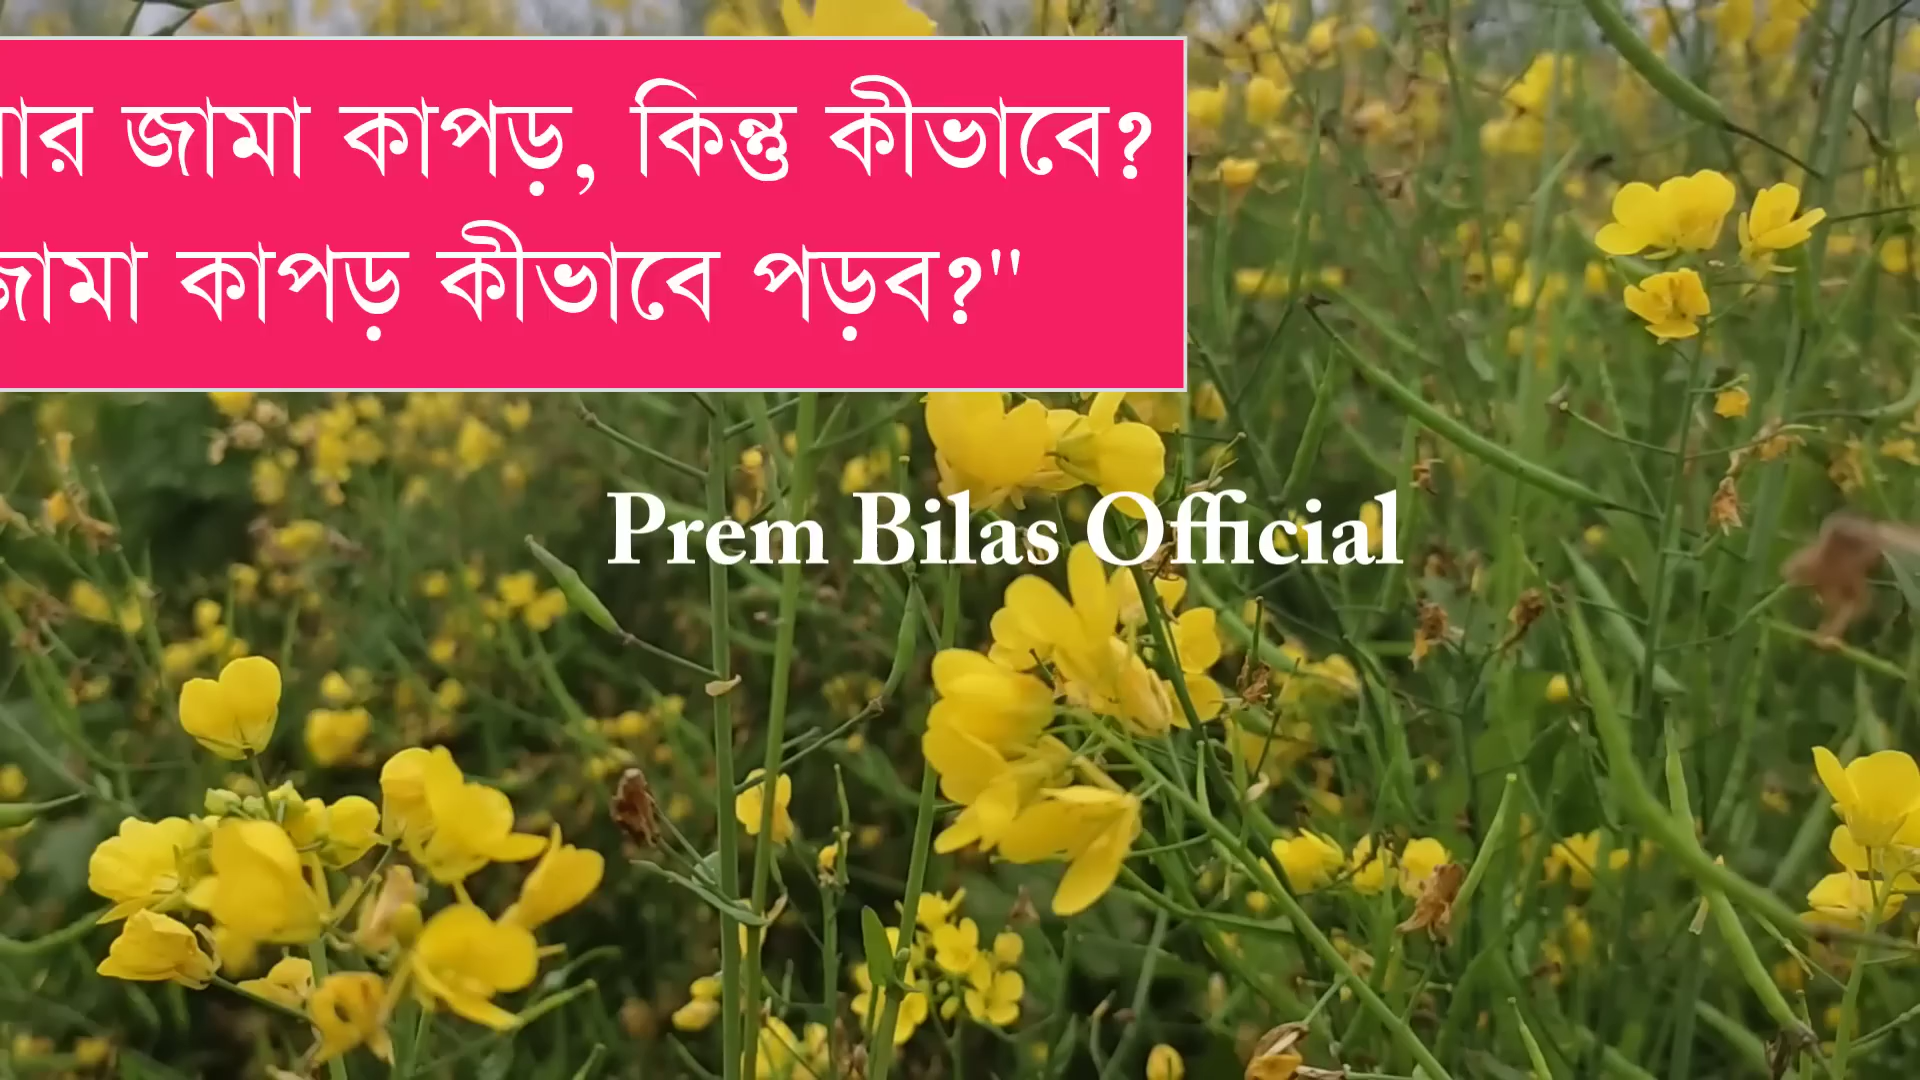 জামা কাপড়, কিন্তু কীভাবে?
জামা কাপড় কীভাবে পড়ব?"
Prem Bilas Official